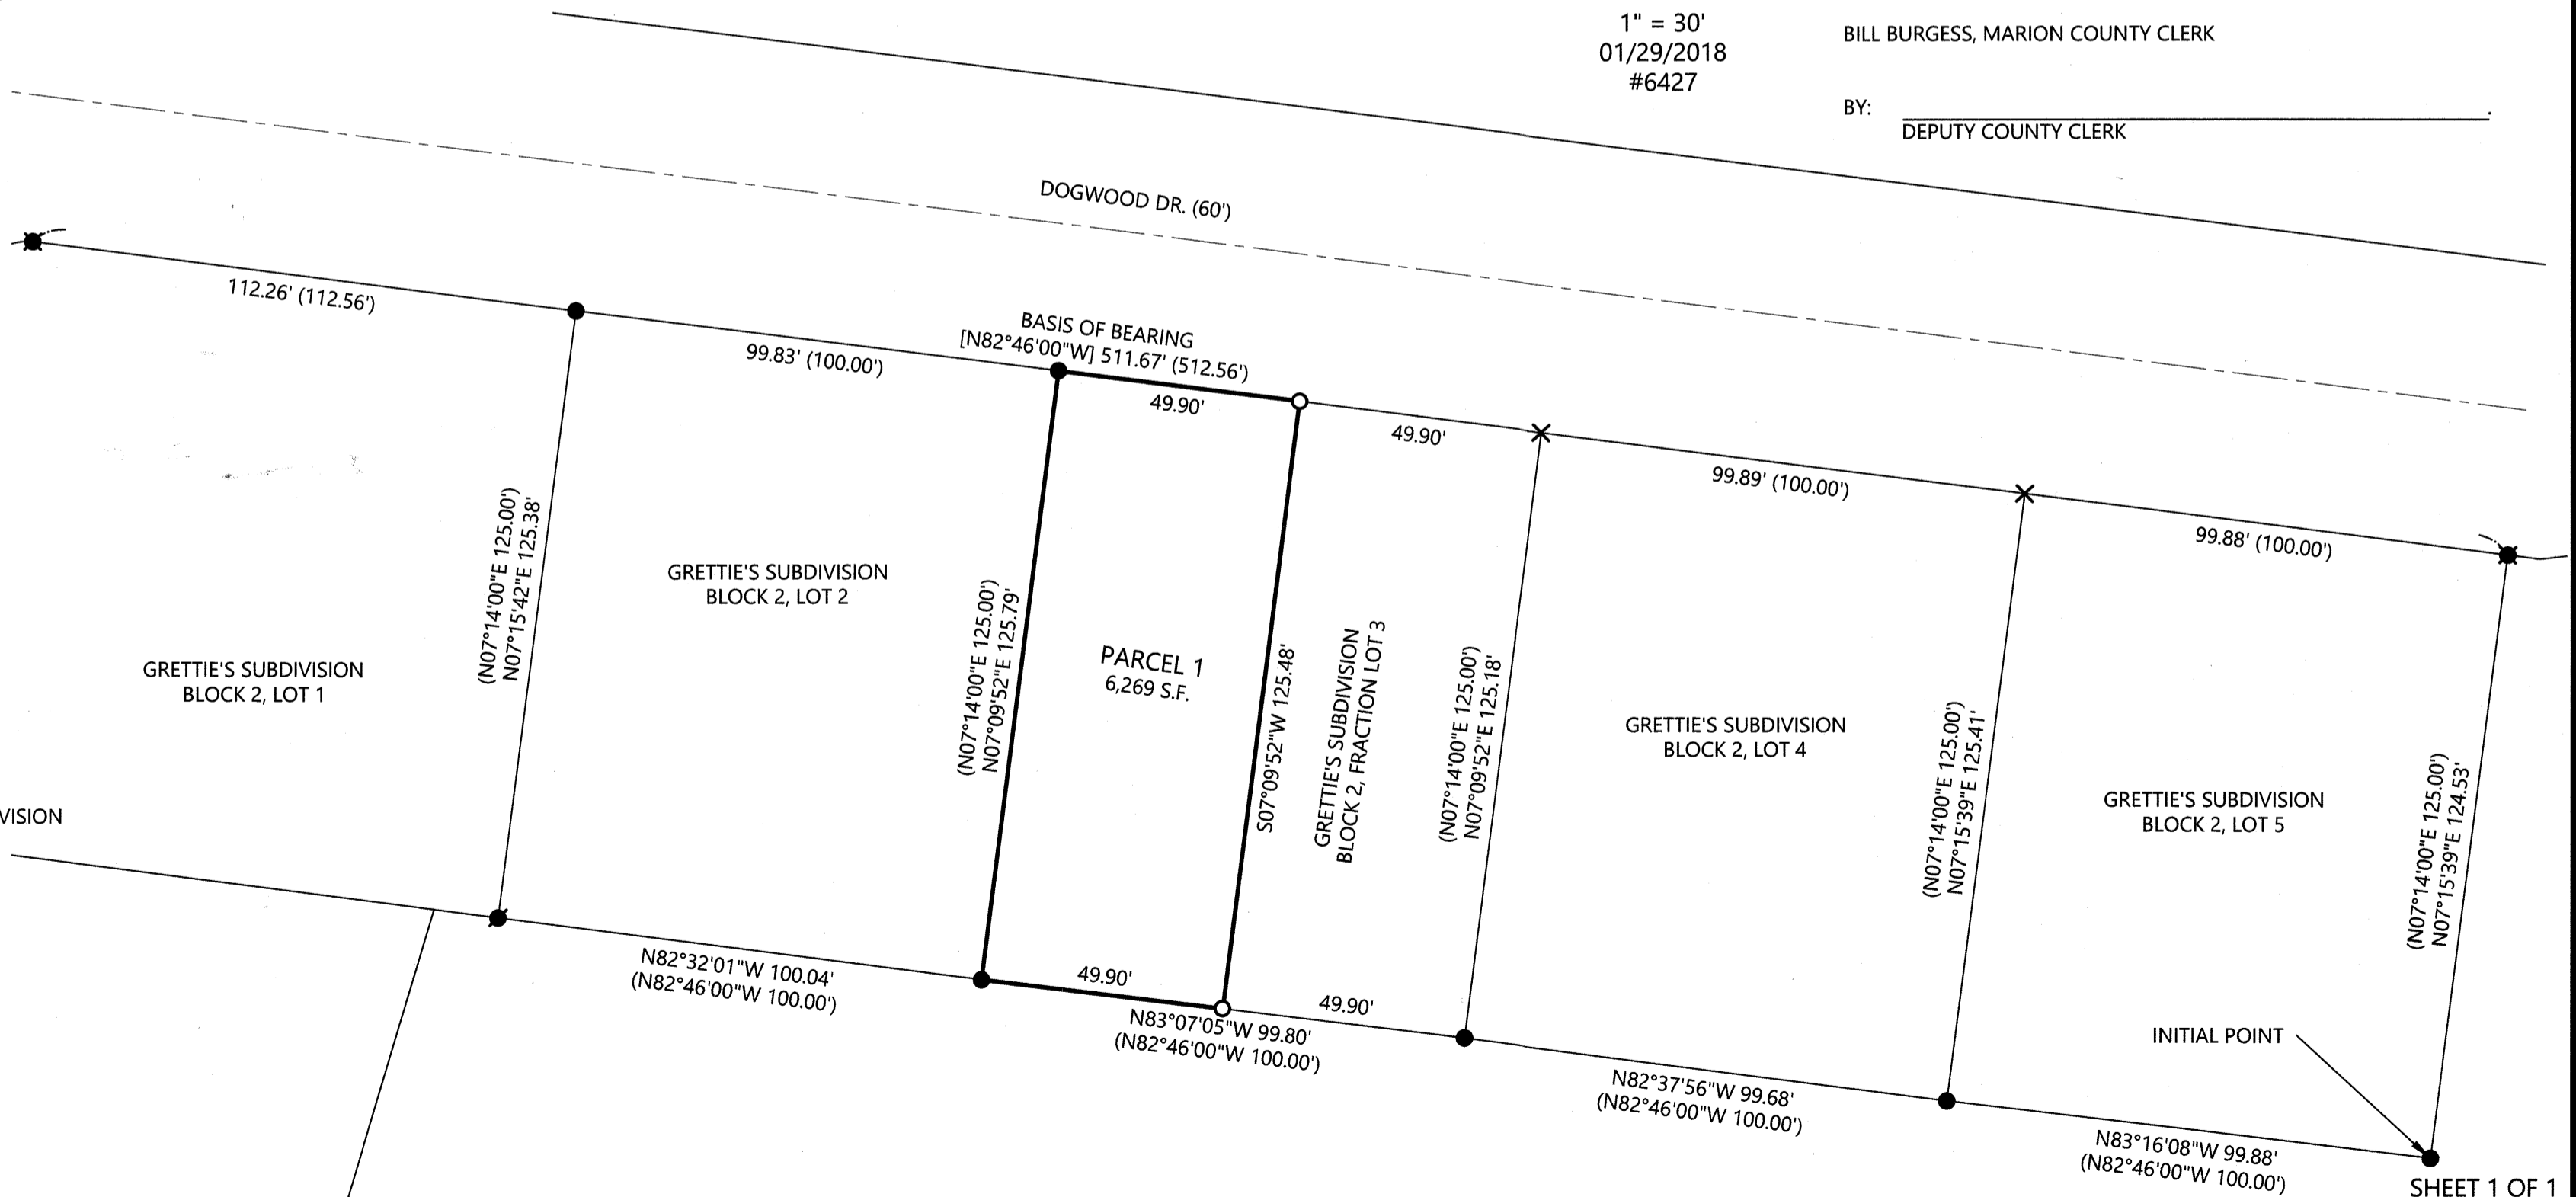 1" = 30'
01/29/2018
#6427
BILL BURGESS, MARION COUNTY CLERK
BY:
DEPUTY COUNTY CLERK
DOGWOOD DR. (60')
112.26' (112.56')
99.83' (100.00')
BASIS OF BEARING
[N82°46'00"W] 511.67' (512.56')
49.90'
49.90'
99.89' (100.00')
99.88' (100.00')
(N07°14'00"E 125.00')
N07°15'42"E 125.38'
GRETTIE'S SUBDIVISION
BLOCK 2, LOT 1
GRETTIE'S SUBDIVISION
BLOCK 2, LOT 2
(N07°14'00"E 125.00')
N07°09'52"E 125.79'
PARCEL 1
6,269 S.F.
S07°09'52"W 125.48'
GRETTIE'S SUBDIVISION
BLOCK 2, FRACTION LOT 3
(N07°14'00"E 125.00')
N07°09'52"E 125.18'
GRETTIE'S SUBDIVISION
BLOCK 2, LOT 4
(N07°14'00"E 125.00')
N07°15'39"E 125.41'
GRETTIE'S SUBDIVISION
BLOCK 2, LOT 5
(N07°14'00"E 125.00')
N07°15'39"E 124.53'
VISION
N82°32'01"W 100.04'
(N82°46'00"W 100.00')
49.90'
49.90'
N83°07'05"W 99.80'
(N82°46'00"W 100.00')
N82°37'56"W 99.68'
(N82°46'00"W 100.00')
INITIAL POINT
N83°16'08"W 99.88'
(N82°46'00"W 100.00')
SHEET 1 OF 1